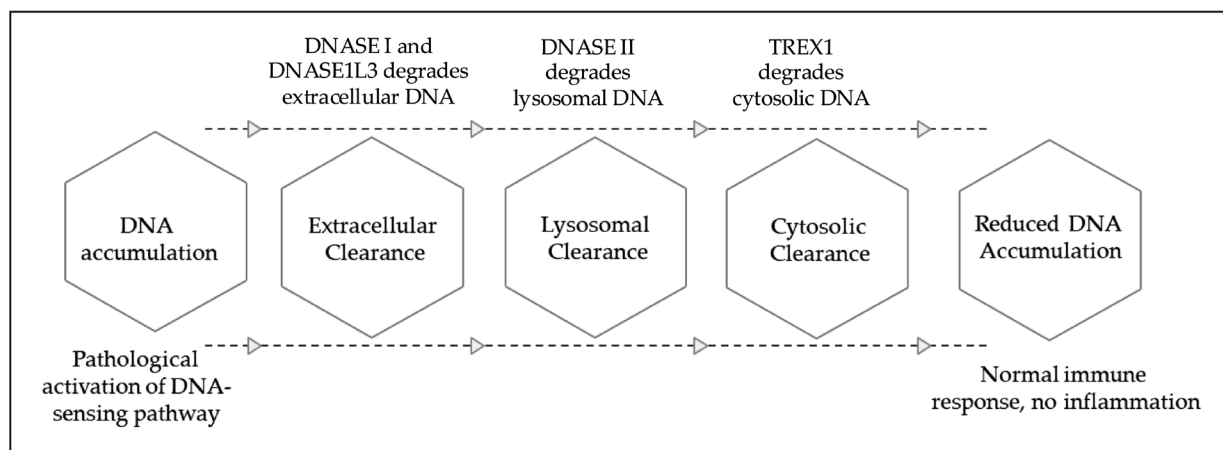 DNASE I and
DNASE1L3 degrades
extracellular DNA
DNASE II
degrades
lysosomal DNA
TREX1
degrades
cytosolic DNA
DNA
accumulation
Extracellular
Clearance
Lysosomal
Clearance
Cytosolic
Clearance
Reduced DNA
Accumulation
Pathological
activation of DNA-
sensing pathway
Normal immune
response, no inflammation